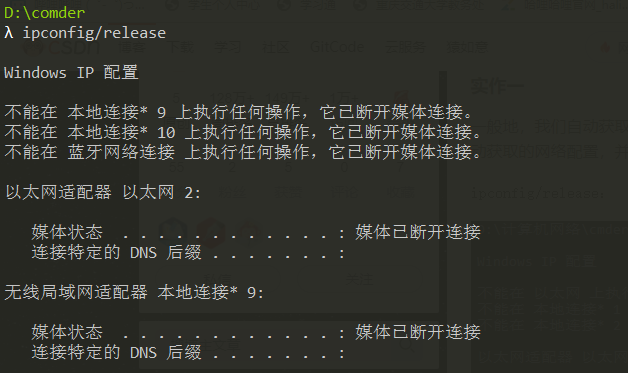 D:\comder
λ ipconfig/release
Windows IP 配置
不能在 本地连接* 9 上执行任何操作，它已断开媒体连接。
不能在 本地连接* 10 上执行任何操作，它已断开媒体连接。
不能在 蓝牙网络连接 上执行任何操作，它已断开媒体连接。
以太网适配器 以太网 2:
媒体状态 . . . . . . . . . . . . : 媒体已断开连接
连接特定的 DNS 后缀 . . . . . . . :
无线局域网适配器 本地连接* 9:
媒体状态 . . . . . . . . . . . . : 媒体已断开连接
连接特定的 DNS 后缀 . . . . . . . :